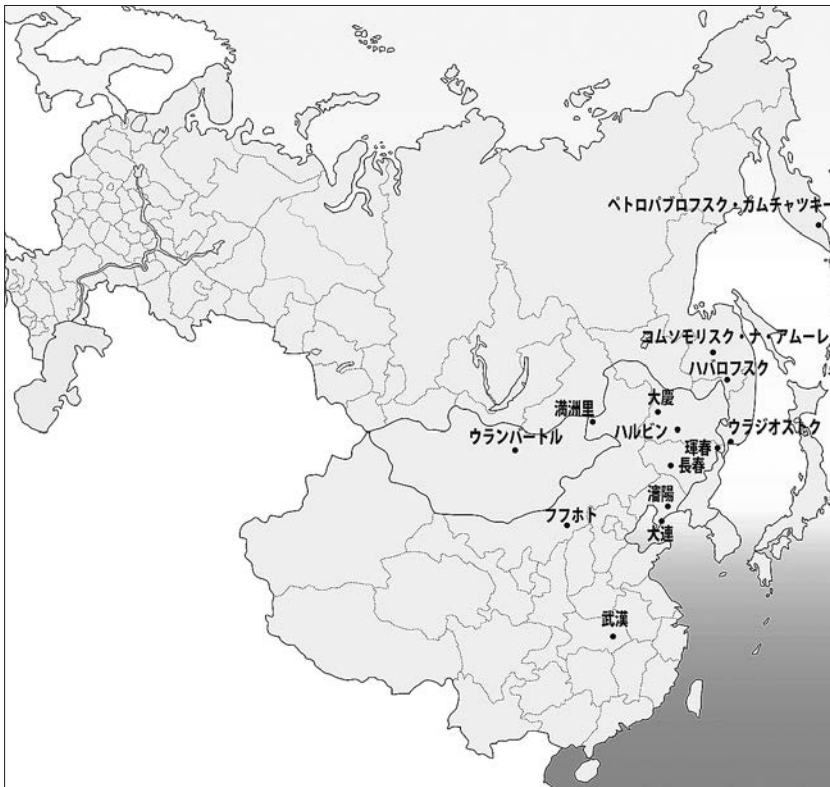 ペトロパブロフスク・カムチャツキー
コムソモリスク・ナ・アムーレ
ハバロフスク
大慶
満洲里
ハルビン
ウラジオストク
ウランバートル
琿春
長春
瀋陽
フフホト
大連
武漢